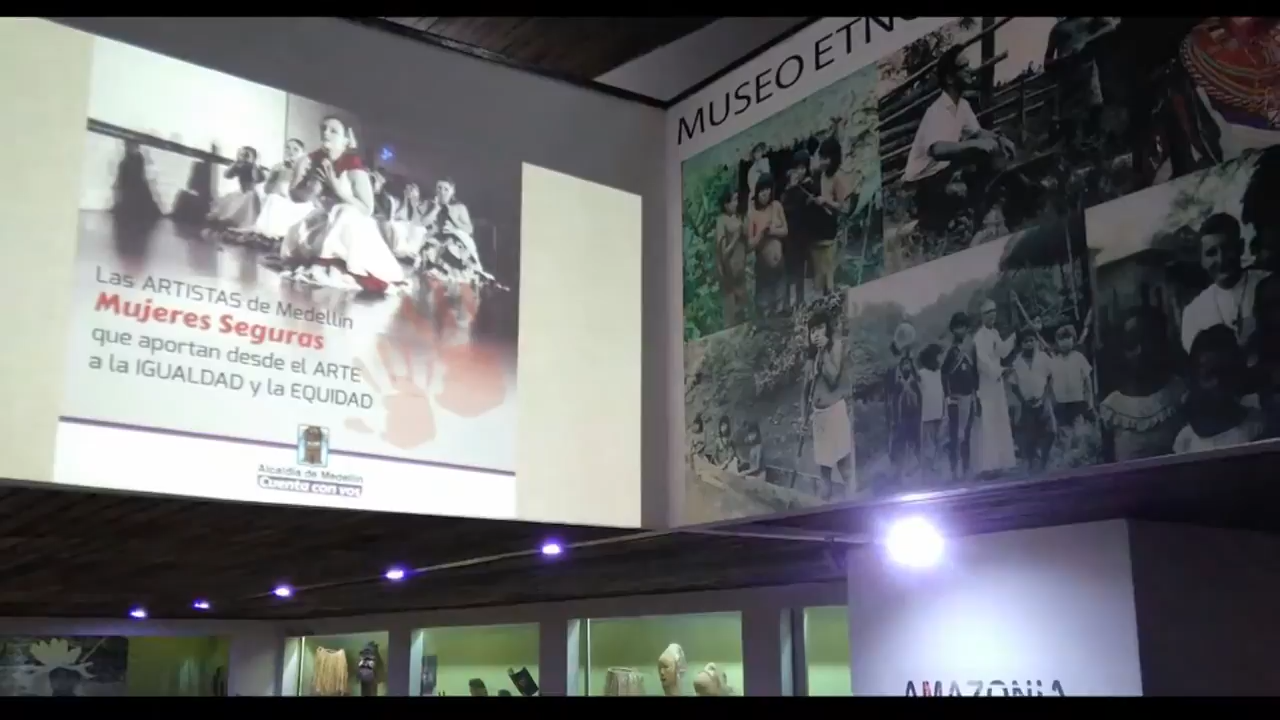 Las ARTISTAS de Medellín
Mujeres Seguras
que aportan desde el ARTE
a la IGUALDAD y la EQUIDAD
Alcaldía de Medellín
Cuenta con vos
MUSEO ETNO
AMAZONIA